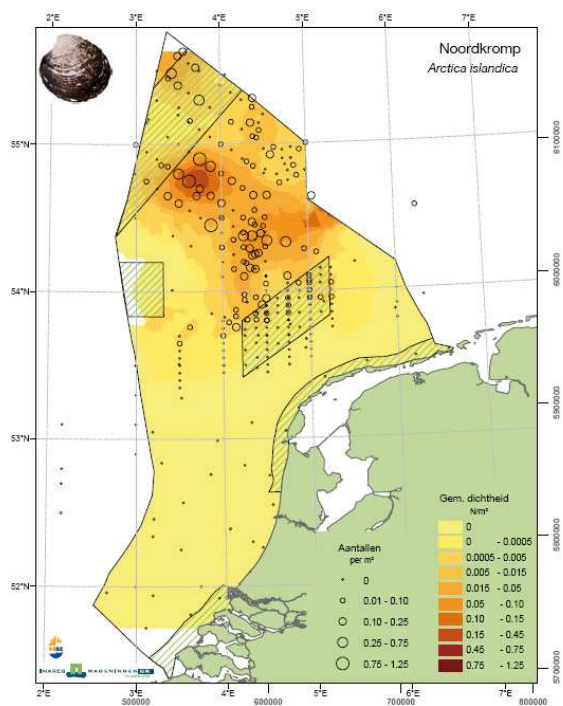 2°E 3°E 4°E 5°E 6°E 7°E
Noordkromp
Arctica islandica
55°N
54°N
53°N
52°N
6100000
6000000
5900000
5800000
5700000
Aantallen
per m²
0
0.01 - 0.10
0.10 - 0.25
0.25 - 0.75
0.75 - 1.25
Gem. dichtheid
N/m²
0
0 - 0.0005
0.0005 - 0.005
0.005 - 0.015
0.015 - 0.05
0.05 - 0.10
0.10 - 0.15
0.15 - 0.45
0.45 - 0.75
0.75 - 1.25
IMARES WAGENINGEN UR
2°E 3°E 4°E 5°E 6°E 7°E
500000 600000 700000 800000